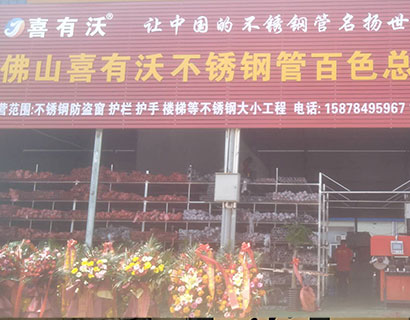 喜有沃® 让中国的不锈钢管名扬世
佛山喜有沃不锈钢管百色总
营范围:不锈钢防盗窗 护栏 护手 楼梯等不锈钢大小工程 电话: 15878495967